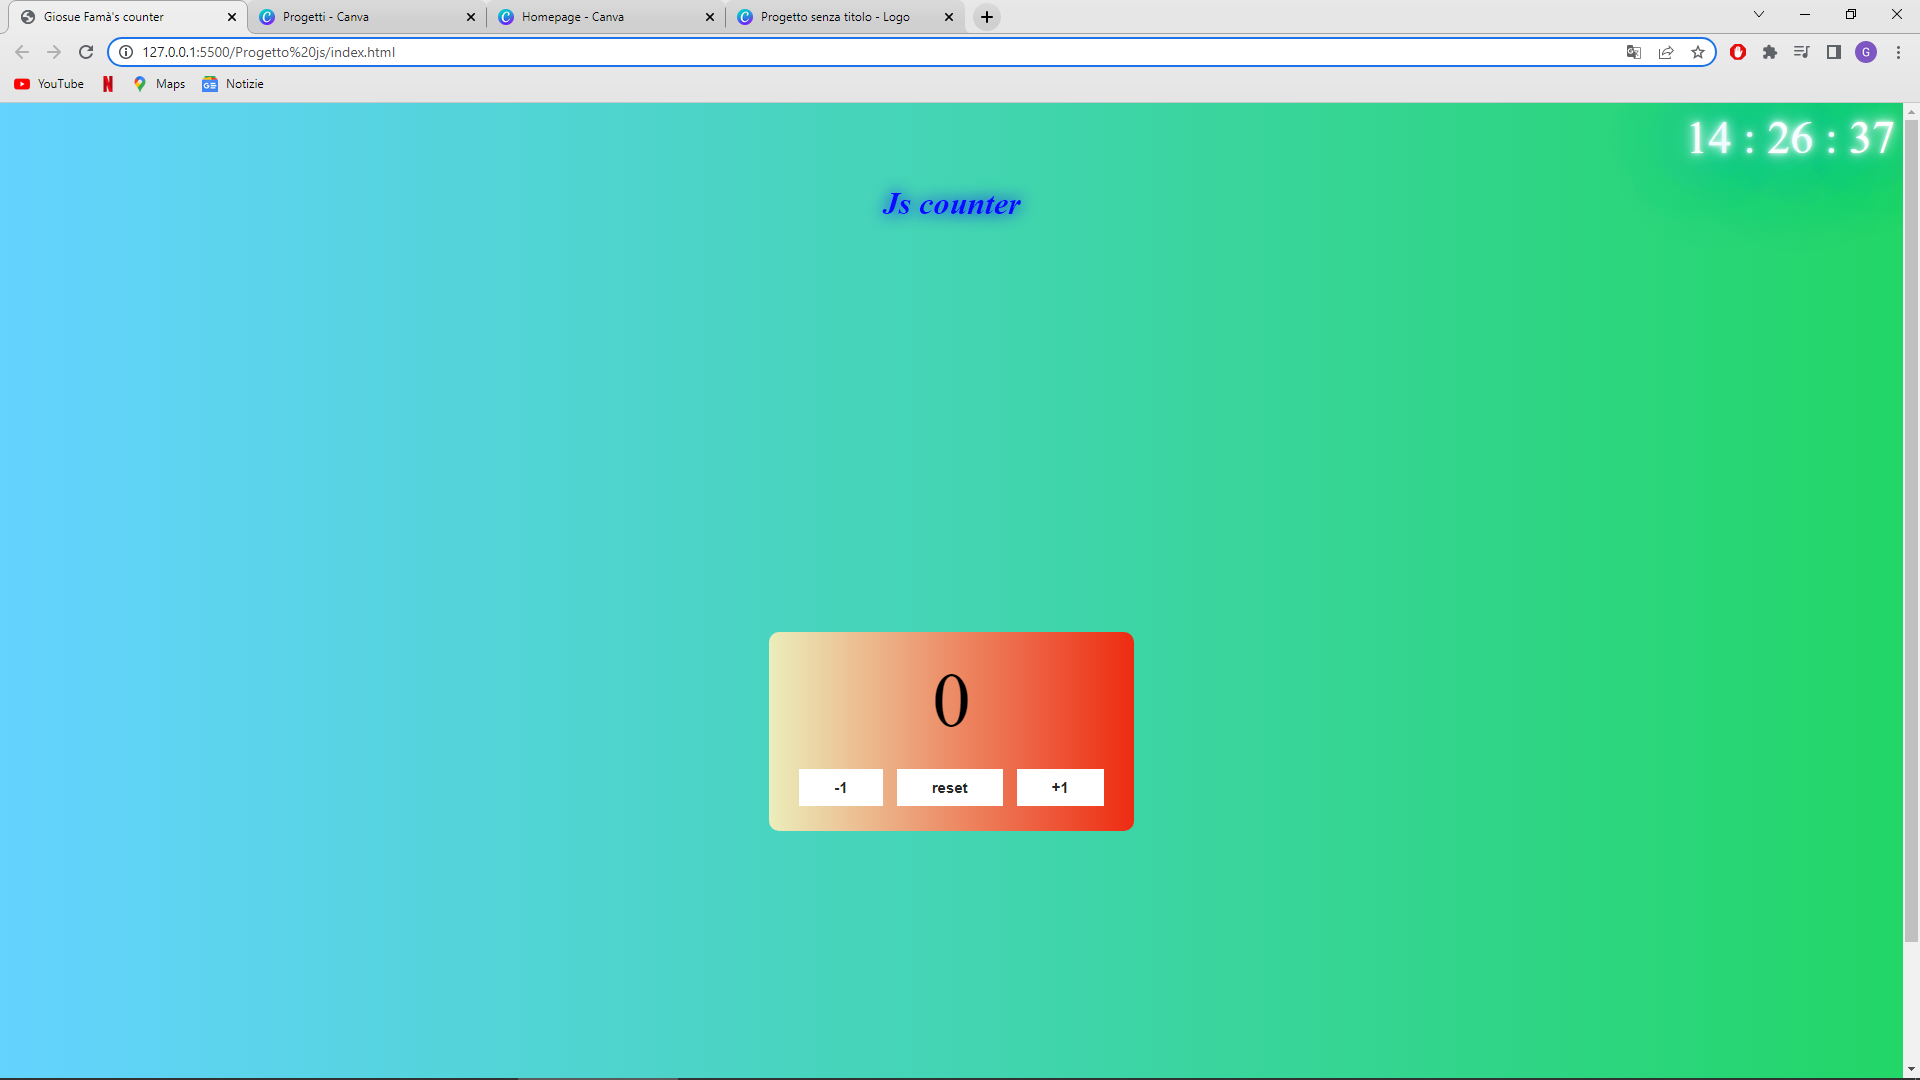 Giosue Famà's counter
Progetti - Canva
Homepage - Canva
Progetto senza titolo - Logo
127.0.0.1:5500/Progetto%20js/index.html
G
YouTube
Maps
Notizie
14 : 26 : 37
Js counter
0
-1 reset +1